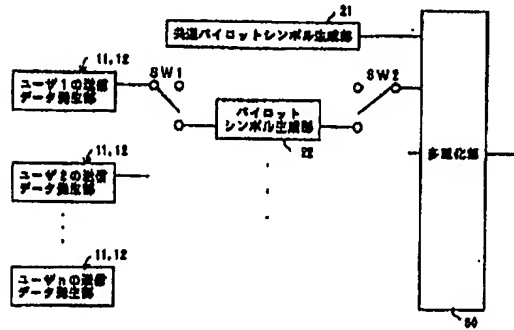 21
共通パイロットシンボル生成部
11,12
SW1
SW2
ユーザ1の送信
データ発生部
パイロット
シンボル生成部
22
多重化部
11,12
ユーザ2の送信
データ発生部
11,12
ユーザnの送信
データ発生部
50